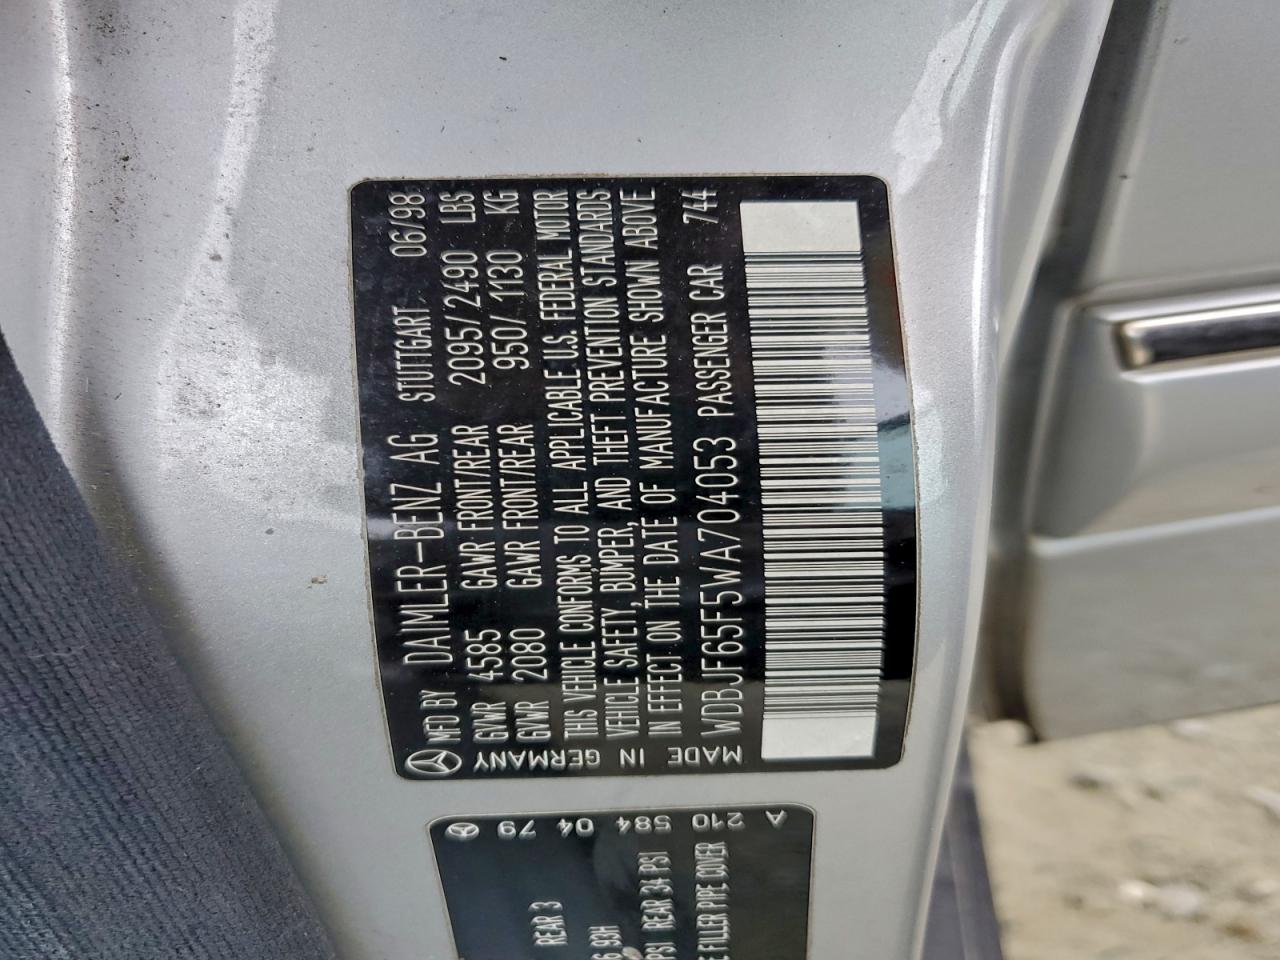 MFD BY DAIMLER-BENZ AG STUTTGART 06/98
GVWR 4585 GAWR FRONT/REAR 2095/2490 LBS
GVWR 2080 GAWR FRONT/REAR 950/1130 KG
THIS VEHICLE CONFORMS TO ALL APPLICABLE U.S. FEDERAL MOTOR
VEHICLE SAFETY, BUMPER, AND THEFT PREVENTION STANDARDS
IN EFFECT ON THE DATE OF MANUFACTURE SHOWN ABOVE
WDBJF65F5WA704053 PASSENGER CAR 744
MADE IN GERMANY
A 210 584 04 79
REAR 3
93H
PSI REAR 34 PSI
FILLER PIPE COVER